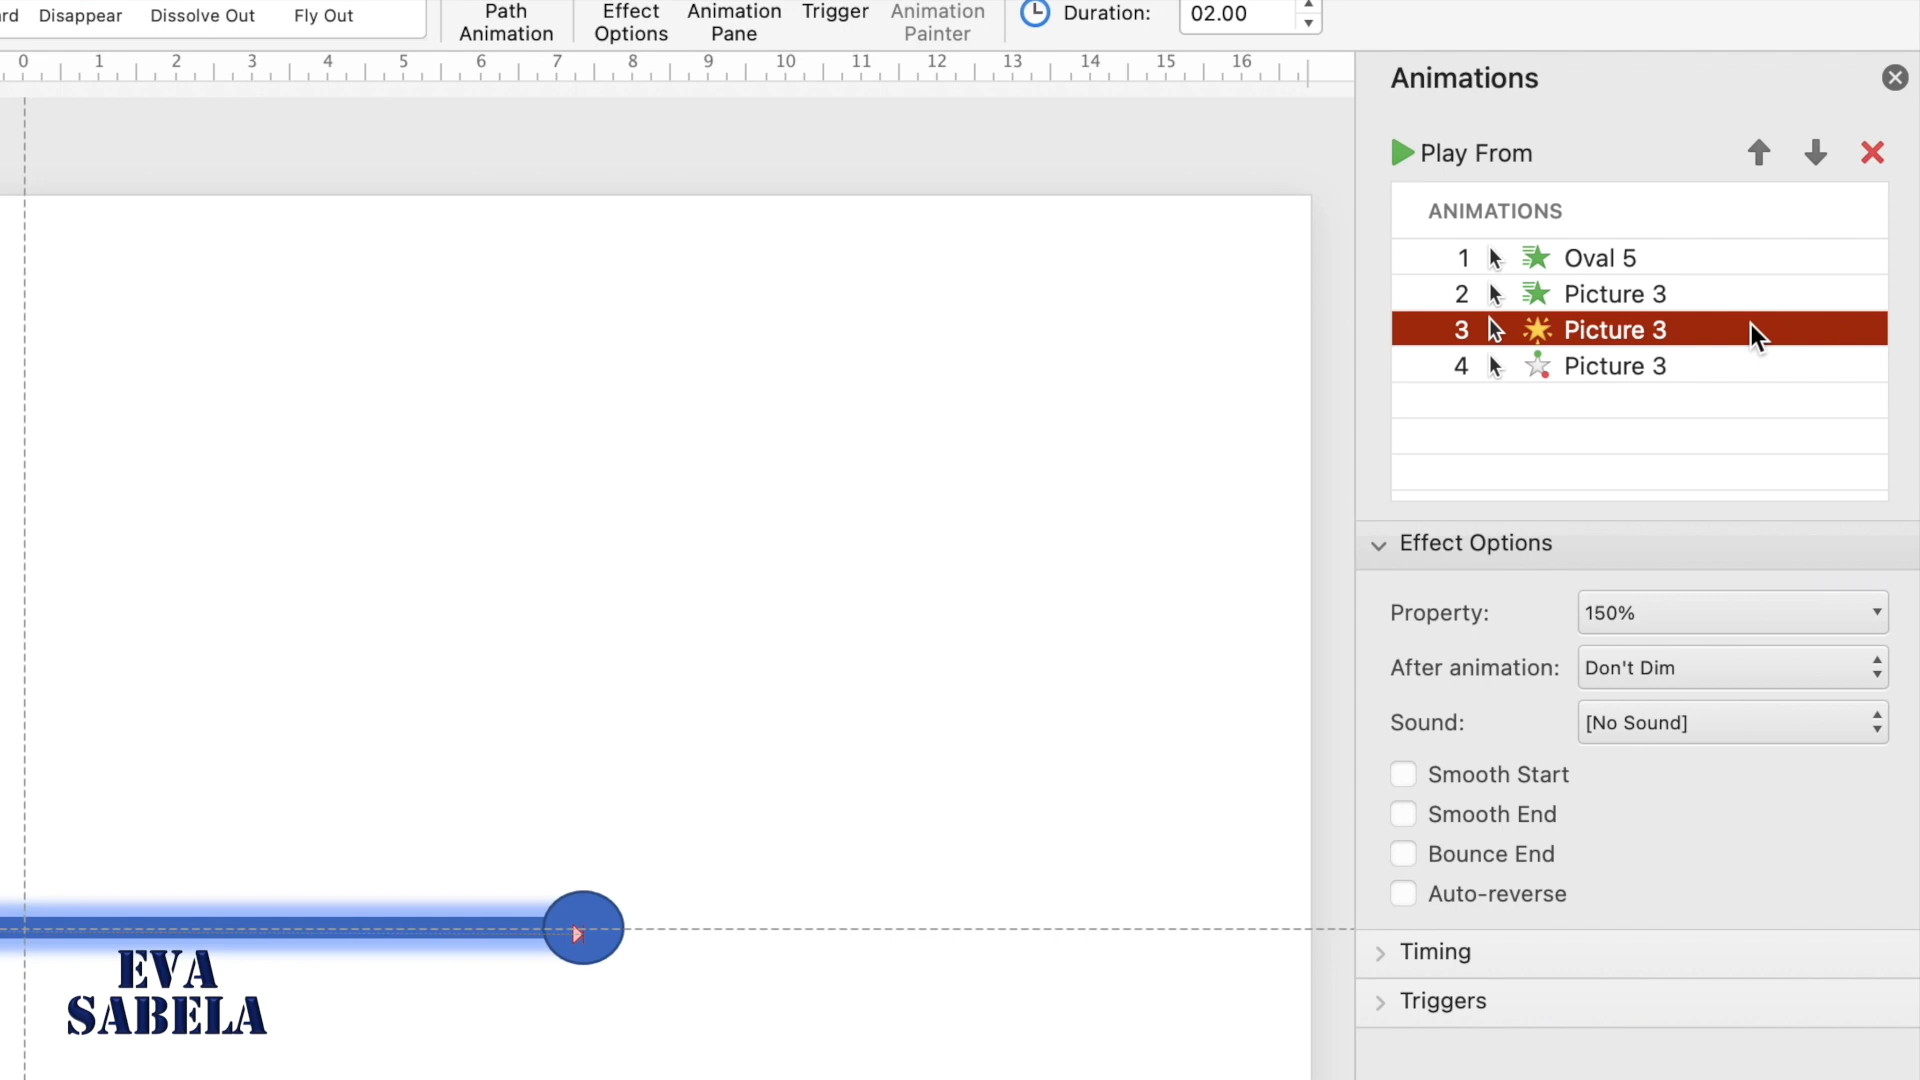 rd Disappear Dissolve Out Fly Out
Path
Animation
Effect
Options
Animation
Pane
Trigger
Animation
Painter
Duration: 02.00
0 1 2 3 4 5 6 7 8 9 10 11 12 13 14 15 16
Animations
Play From
ANIMATIONS
1 Oval 5
2 Picture 3
3 Picture 3
4 Picture 3
Effect Options
Property: 150%
After animation: Don't Dim
Sound: [No Sound]
Smooth Start
Smooth End
Bounce End
Auto-reverse
Timing
Triggers
EVA
SABELA